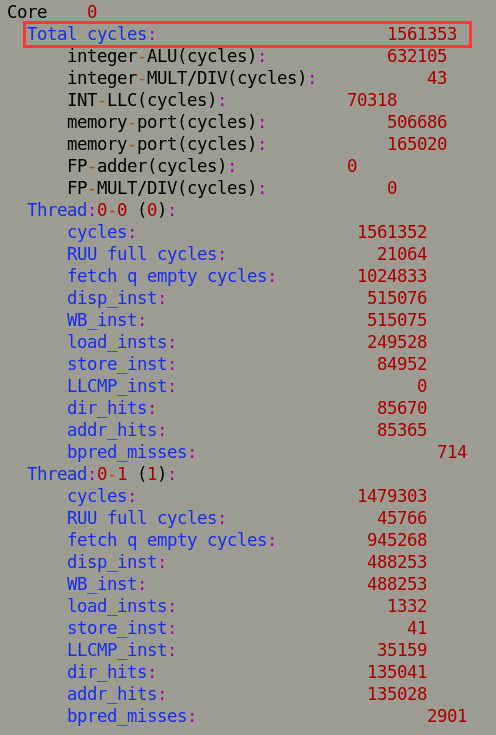 Core 0
Total cycles: 1561353
integer-ALU(cycles): 632105
integer-MULT/DIV(cycles): 43
INT-LLC(cycles): 70318
memory-port(cycles): 506686
memory-port(cycles): 165020
FP-adder(cycles): 0
FP-MULT/DIV(cycles): 0
Thread:0-0 (0):
cycles: 1561352
RUU full cycles: 21064
fetch q empty cycles: 1024833
disp_inst: 515076
WB_inst: 515075
load_insts: 249528
store_inst: 84952
LLCMP_inst: 0
dir_hits: 85670
addr_hits: 85365
bpred_misses: 714
Thread:0-1 (1):
cycles: 1479303
RUU full cycles: 45766
fetch q empty cycles: 945268
disp_inst: 488253
WB_inst: 488253
load_insts: 1332
store_inst: 41
LLCMP_inst: 35159
dir_hits: 135041
addr_hits: 135028
bpred_misses: 2901